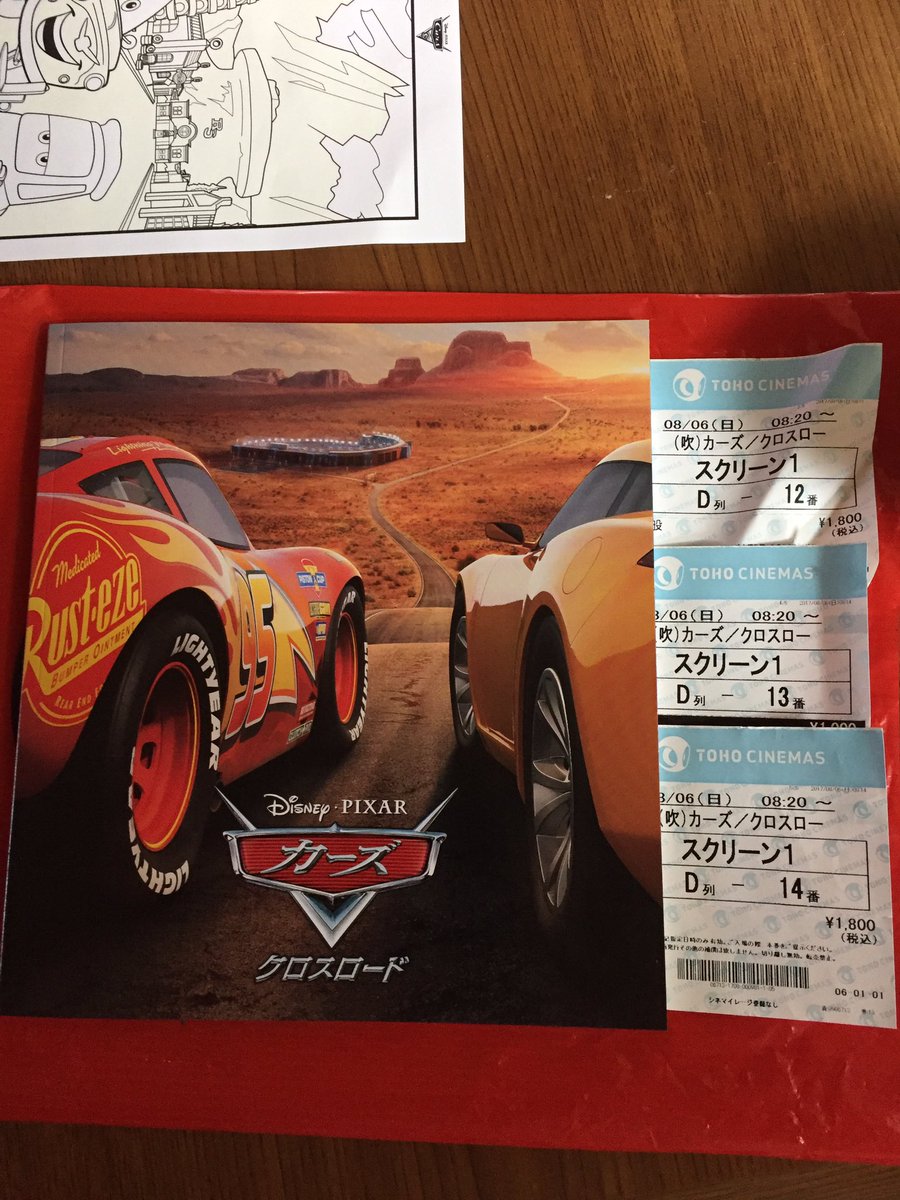 Cars
TOHO CINEMAS
08/06(日) 08:20～
(吹)カーズ／クロスロー
スクリーン1
D列 － 12番
¥1,800
(税込)
TOHO CINEMAS
8/06(日) 08:20～
(吹)カーズ／クロスロー
スクリーン1
D列 － 13番
TOHO CINEMAS
8/06(日) 08:20～
(吹)カーズ／クロスロー
スクリーン1
D列 － 14番
¥1,800
(税込)
06 01 01
シネマイレージ登録なし
Lightning
Medicated
Rust-eze
BUMPER OINTMENT
REAR END
95
PISTON CUP
LIGHTYEAR
LIGHTY
DISNEY・PIXAR
カーズ
クロスロード